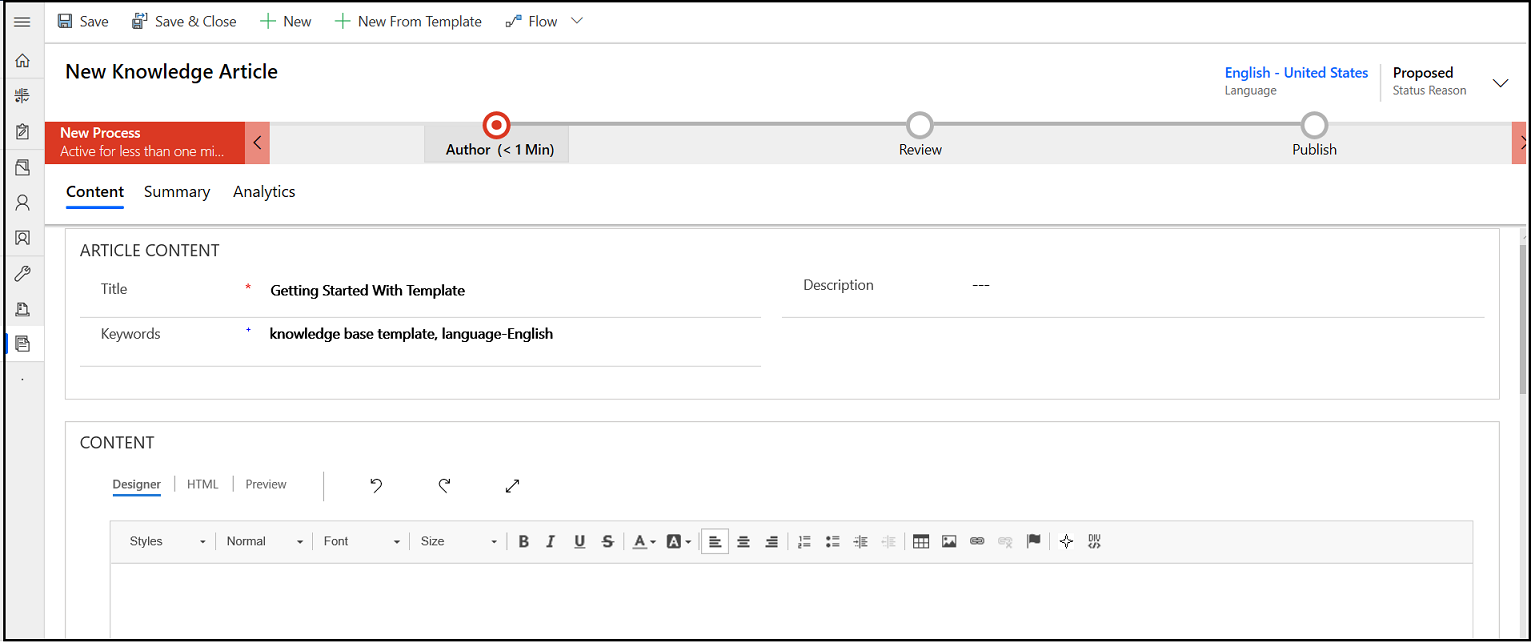 Save Save & Close New New From Template Flow
New Knowledge Article
English - United States
Language
Proposed
Status Reason
New Process
Active for less than one mi...
Author (< 1 Min)
Review
Publish
Content Summary Analytics
ARTICLE CONTENT
Title * Getting Started With Template
Description ---
Keywords + knowledge base template, language-English
CONTENT
Designer HTML Preview
Styles Normal Font Size B I U S A A DIV